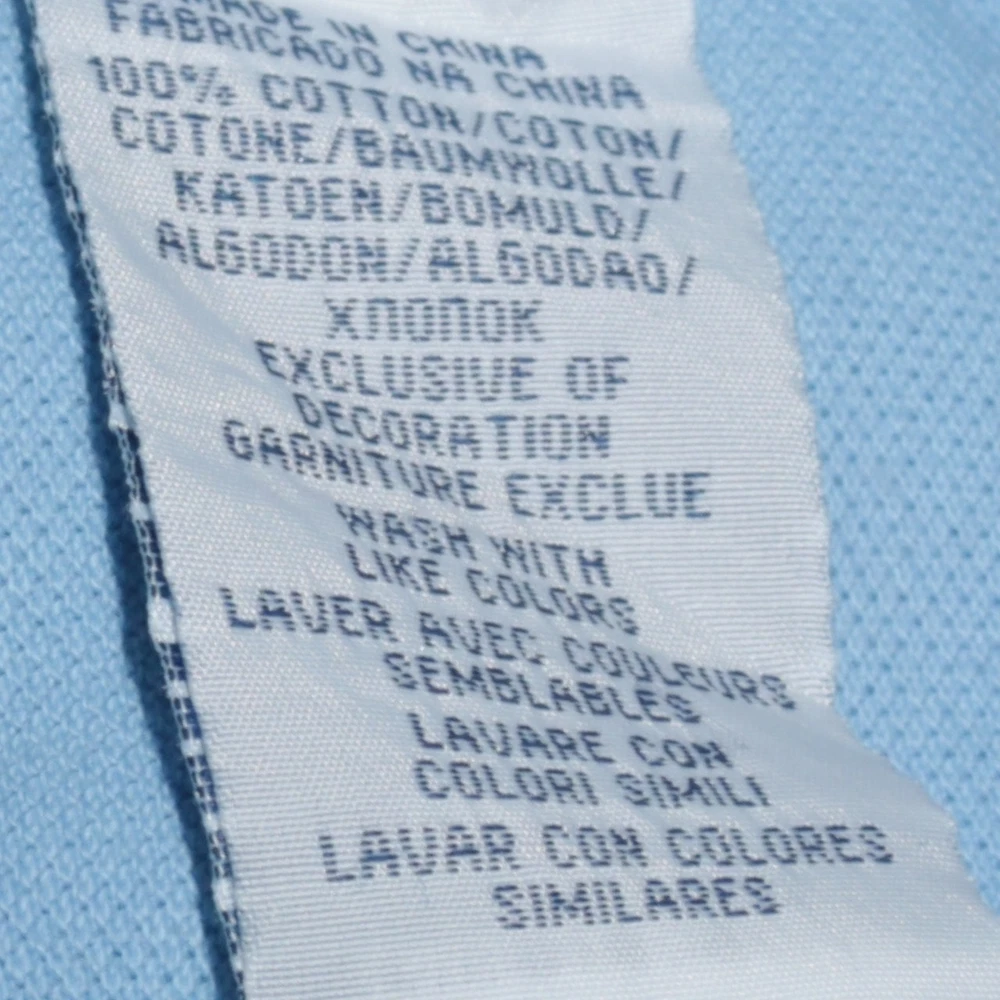 MADE IN CHINA
FABRICADO NA CHINA
100% COTTON/COTON/
COTONE/BAUMWOLLE/
KATOEN/BOMULD/
ALGODON/ALGODAO/
ХПОПОК
EXCLUSIVE OF
DECORATION
GARNITURE EXCLUE
WASH WITH
LIKE COLORS
LAVER AVEC COULEURS
SEMBLABLES
LAVARE CON
COLORI SIMILI
LAVAR CON COLORES
SIMILARES